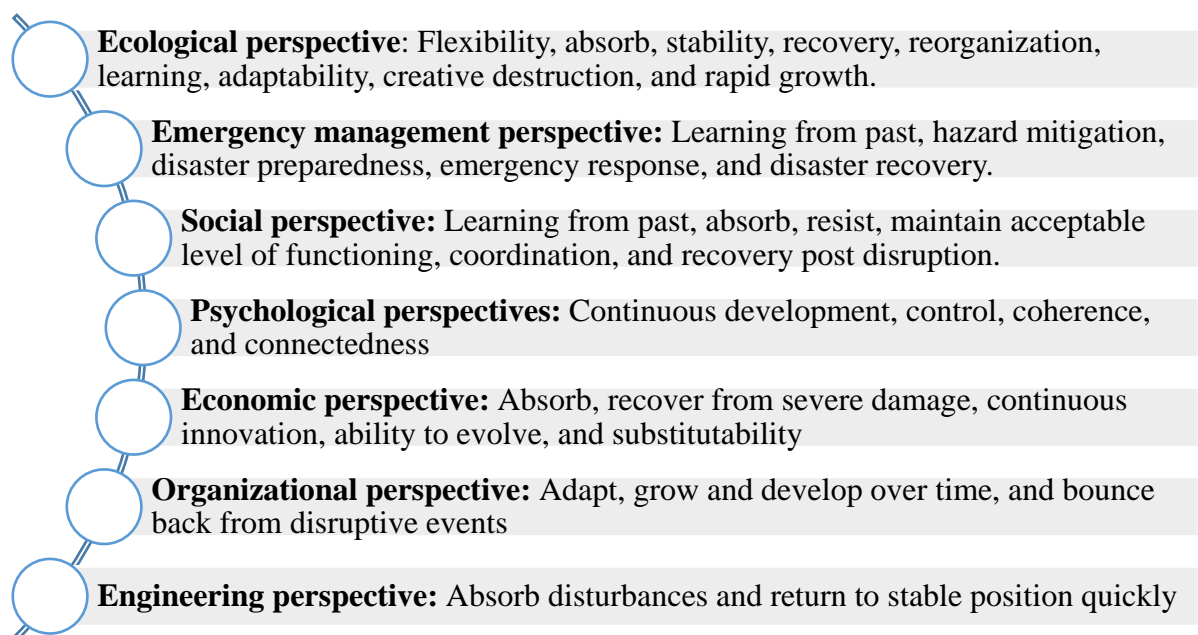 Ecological perspective: Flexibility, absorb, stability, recovery, reorganization,
learning, adaptability, creative destruction, and rapid growth.
Emergency management perspective: Learning from past, hazard mitigation,
disaster preparedness, emergency response, and disaster recovery.
Social perspective: Learning from past, absorb, resist, maintain acceptable
level of functioning, coordination, and recovery post disruption.
Psychological perspectives: Continuous development, control, coherence,
and connectedness
Economic perspective: Absorb, recover from severe damage, continuous
innovation, ability to evolve, and substitutability
Organizational perspective: Adapt, grow and develop over time, and bounce
back from disruptive events
Engineering perspective: Absorb disturbances and return to stable position quickly